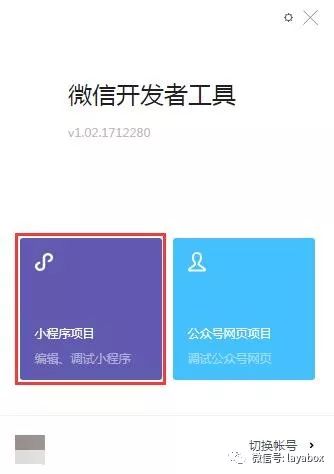 微信开发者工具
v1.02.1712280
小程序项目
编辑、调试小程序
公众号网页项目
调试公众号网页
切换帐号
微信号: layabox